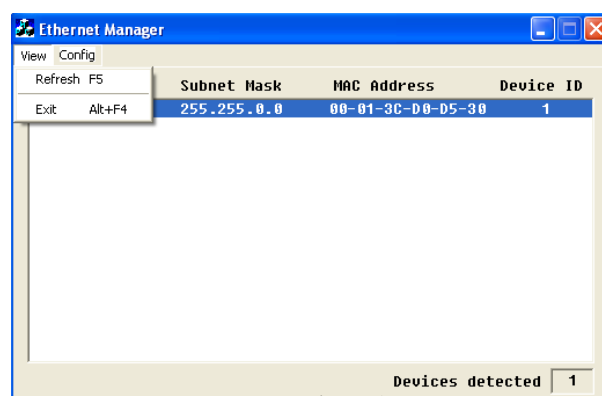 Ethernet Manager
View Config
Refresh F5
Exit Alt+F4
Subnet Mask MAC Address Device ID
255.255.0.0 00-01-3C-D0-D5-30 1
Devices detected 1